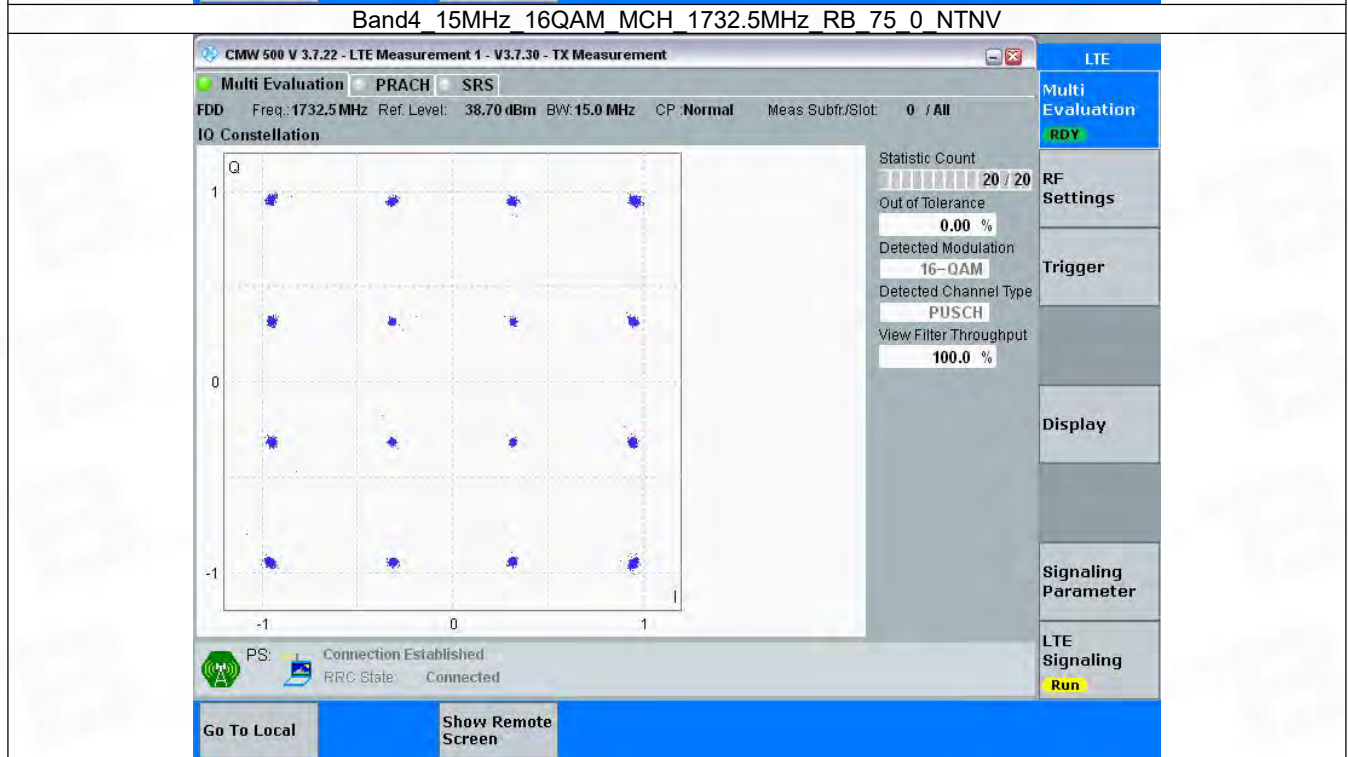 Band4_15MHz_16QAM_MCH_1732.5MHz_RB_75_0_NTNV
CMW 500 V 3.7.22 - LTE Measurement 1 - V3.7.30 - TX Measurement
LTE
Multi Evaluation PRACH SRS
FDD Freq.: 1732.5 MHz Ref. Level: 38.70 dBm BW: 15.0 MHz CP : Normal Meas Subfr./Slot: 0 / All
IQ Constellation
Q
1
0
-1
I
-1 0 1
Statistic Count
20 / 20
Out of Tolerance
0.00 %
Detected Modulation
16-QAM
Detected Channel Type
PUSCH
View Filter Throughput
100.0 %
Multi
Evaluation
RDY
RF
Settings
Trigger
Display
Signaling
Parameter
LTE
Signaling
Run
PS: Connection Established
RRC State: Connected
Go To Local
Show Remote
Screen